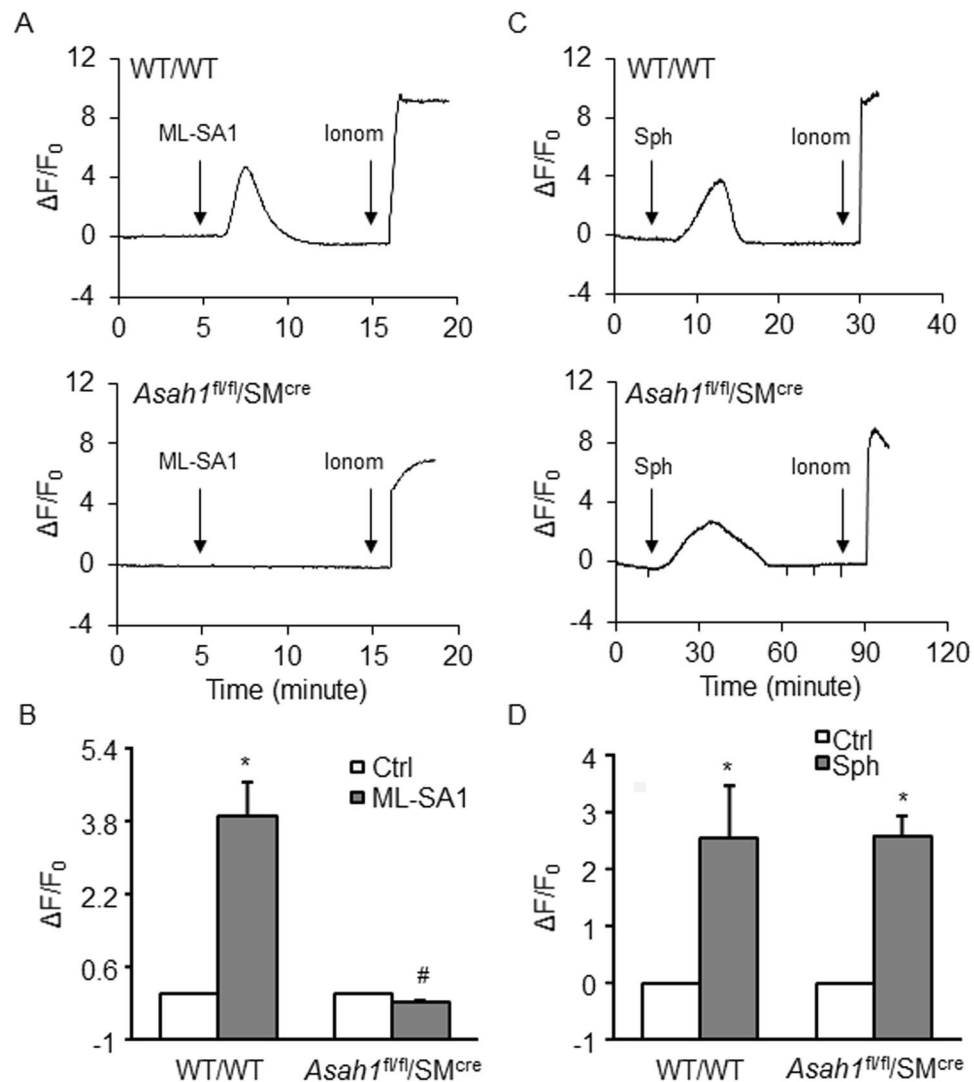 A
C
12
8
4
0
-4
ΔF/F0
WT/WT
ML-SA1
Ionom
0 5 10 15 20
12
8
4
0
-4
ΔF/F0
WT/WT
Sph
Ionom
0 10 20 30 40
12
8
4
0
-4
ΔF/F0
Asah1fl/fl/SMcre
ML-SA1
Ionom
0 5 10 15 20
Time (minute)
12
8
4
0
-4
ΔF/F0
Asah1fl/fl/SMcre
Sph
Ionom
0 30 60 90 120
Time (minute)
B
5.4
3.8
2.2
0.6
-1
ΔF/F0
*
Ctrl
ML-SA1
#
WT/WT Asah1fl/fl/SMcre
D
4
3
2
1
0
-1
ΔF/F0
Ctrl
Sph
*
*
WT/WT Asah1fl/fl/SMcre